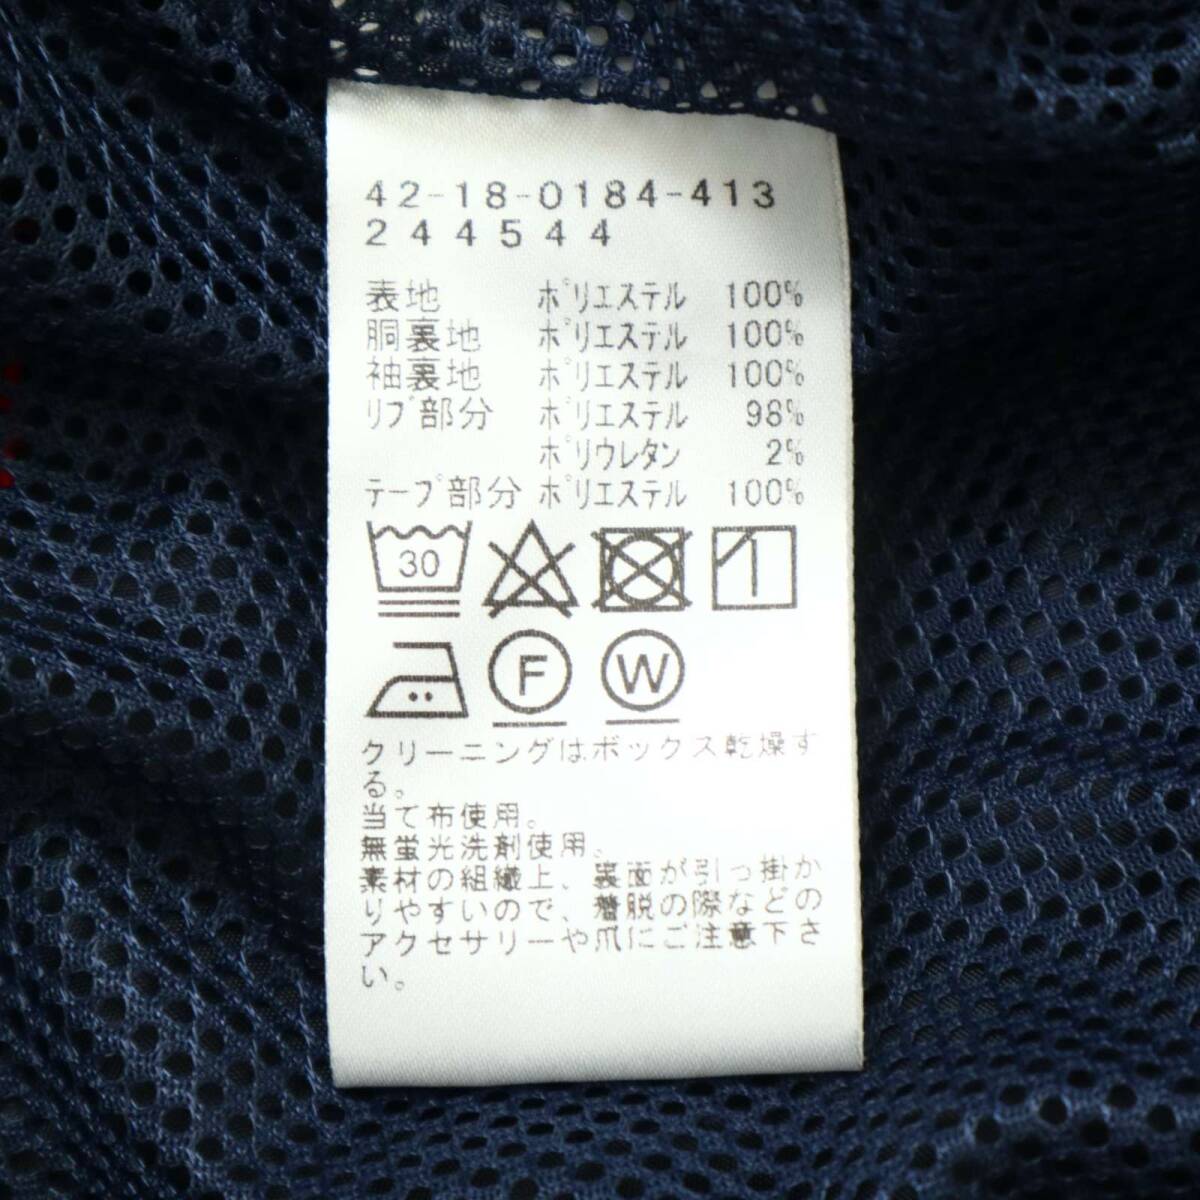 42-18-0184-413
244544
表地 ポリエステル 100%
胴裏地 ポリエステル 100%
袖裏地 ポリエステル 100%
リブ部分 ポリエステル 98%
ポリウレタン 2%
テープ部分 ポリエステル 100%
30
F W
クリーニングはボックス乾燥す
る。
当て布使用。
無蛍光洗剤使用。
素材の組織上、裏面が引っ掛か
りやすいので、着脱の際などの
アクセサリーや爪にご注意下さ
い。